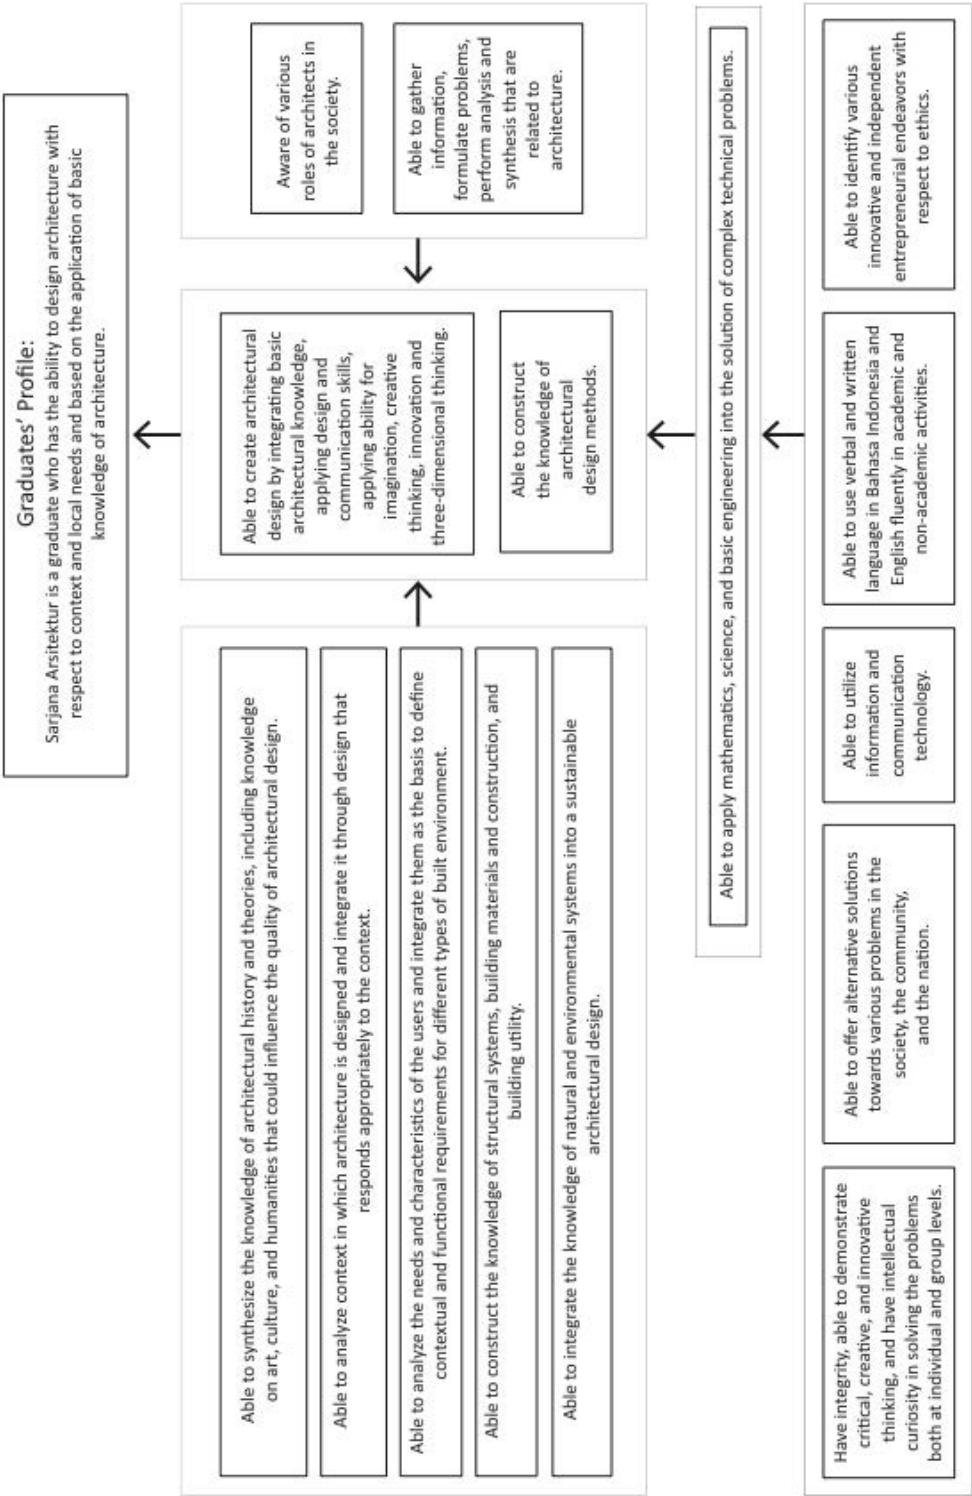 Graduates' Profile:
Sarjana Arsitektur is a graduate who has the ability to design architecture with
respect to context and local needs and based on the application of basic
knowledge of architecture.
Able to synthesize the knowledge of architectural history and theories, including knowledge
on art, culture, and humanities that could influence the quality of architectural design.
Able to analyze context in which architecture is designed and integrate it through design that
responds appropriately to the context.
Able to analyze the needs and characteristics of the users and integrate them as the basis to define
contextual and functional requirements for different types of built environment.
Able to construct the knowledge of structural systems, building materials and construction, and
building utility.
Able to integrate the knowledge of natural and environmental systems into a sustainable
architectural design.
Able to create architectural
design by integrating basic
architectural knowledge,
applying design and
communication skills,
applying ability for
imagination, creative
thinking, innovation and
three-dimensional thinking.
Able to construct
the knowledge of
architectural
design methods.
Aware of various
roles of architects in
the society.
Able to gather
information,
formulate problems,
perform analysis and
synthesis that are
related to
architecture.
Able to apply mathematics, science, and basic engineering into the solution of complex technical problems.
Have integrity, able to demonstrate
critical, creative, and innovative
thinking, and have intellectual
curiosity in solving the problems
both at individual and group levels.
Able to offer alternative solutions
towards various problems in the
society, the community,
and the nation.
Able to utilize
information and
communication
technology.
Able to use verbal and written
language in Bahasa Indonesia and
English fluently in academic and
non-academic activities.
Able to identify various
innovative and independent
entrepreneurial endeavors with
respect to ethics.